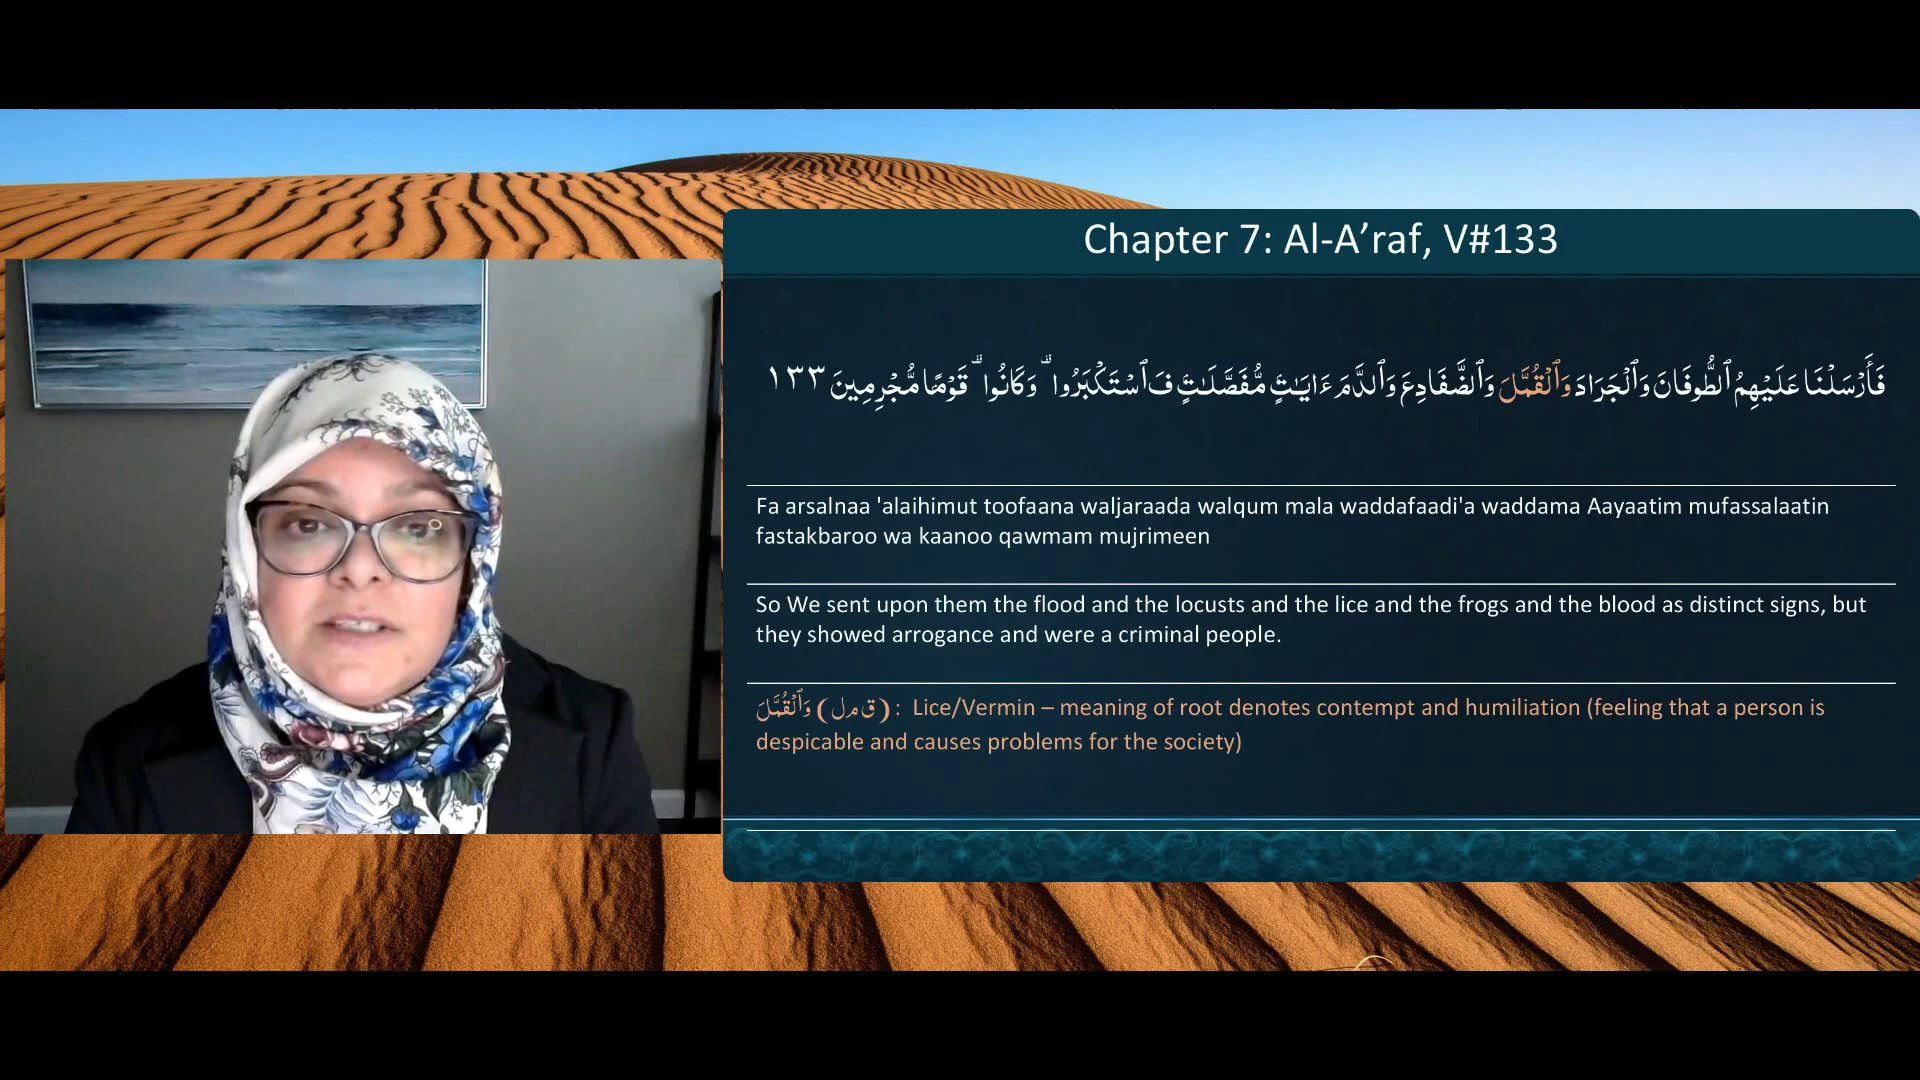 Chapter 7: Al-A’raf, V#133
فَأَرْسَلْنَا عَلَيْهِمُ ٱلطُّوفَانَ وَٱلْجَرَادَ وَٱلْقُمَّلَ وَٱلضَّفَادِعَ وَٱلدَّمَ ءَايَـٰتٍ مُّفَصَّلَـٰتٍ فَٱسْتَكْبَرُوا۟ وَكَانُوا۟ قَوْمًا مُّجْرِمِينَ ١٣٣
Fa arsalnaa 'alaihimut toofaana waljaraada walqum mala waddafaadi'a waddama Aayaatim mufassalaatin
fastakbaroo wa kaanoo qawmam mujrimeen
So We sent upon them the flood and the locusts and the lice and the frogs and the blood as distinct signs, but
they showed arrogance and were a criminal people.
وَٱلْقُمَّلَ (ق م ل) : Lice/Vermin – meaning of root denotes contempt and humiliation (feeling that a person is
despicable and causes problems for the society)